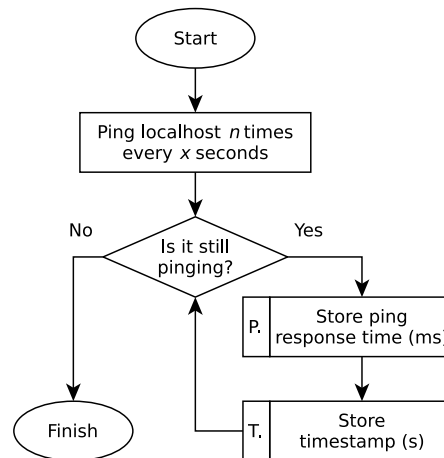 Start
Ping localhost n times
every x seconds
No
Yes
Is it still
pinging?
P.
Store ping
response time (ms)
Finish
T.
Store
timestamp (s)